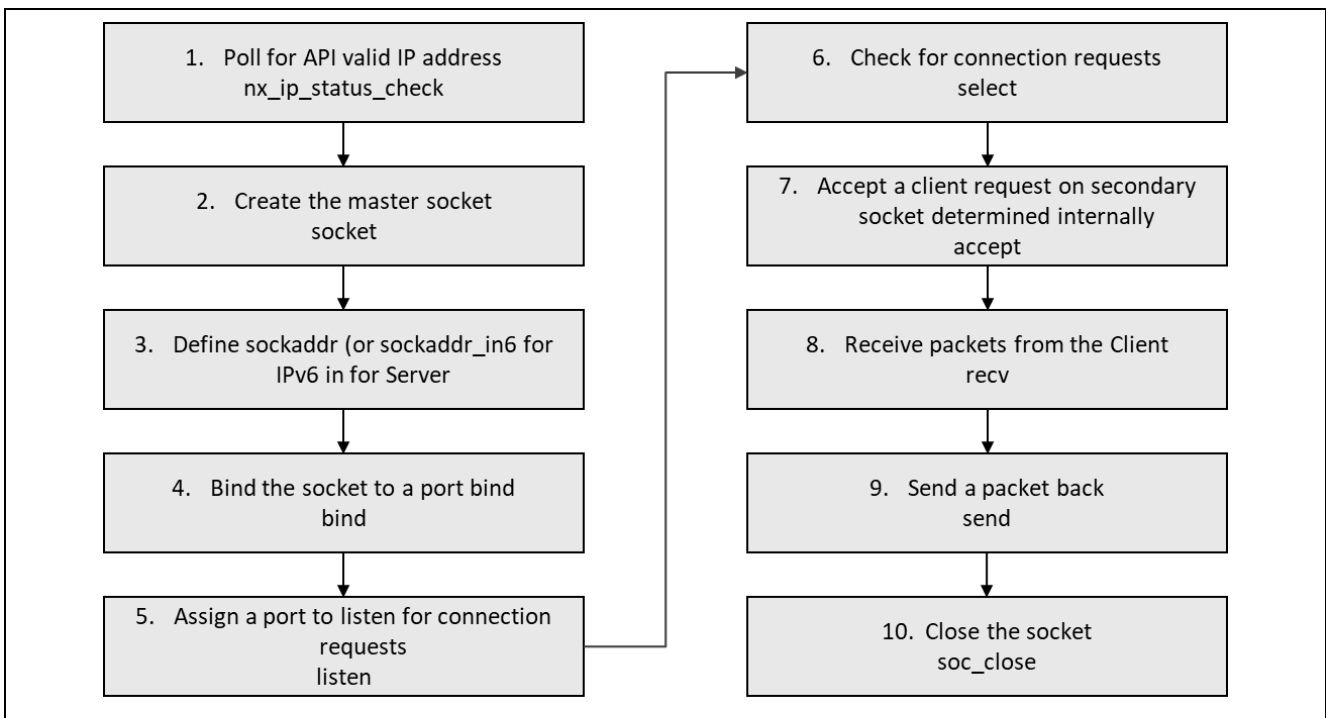 1. Poll for API valid IP address
nx_ip_status_check
2. Create the master socket
socket
3. Define sockaddr (or sockaddr_in6 for
IPv6 in for Server
4. Bind the socket to a port bind
bind
5. Assign a port to listen for connection
requests
listen
6. Check for connection requests
select
7. Accept a client request on secondary
socket determined internally
accept
8. Receive packets from the Client
recv
9. Send a packet back
send
10. Close the socket
soc_close